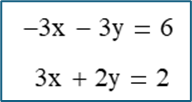 −3x − 3y = 6
3x + 2y = 2